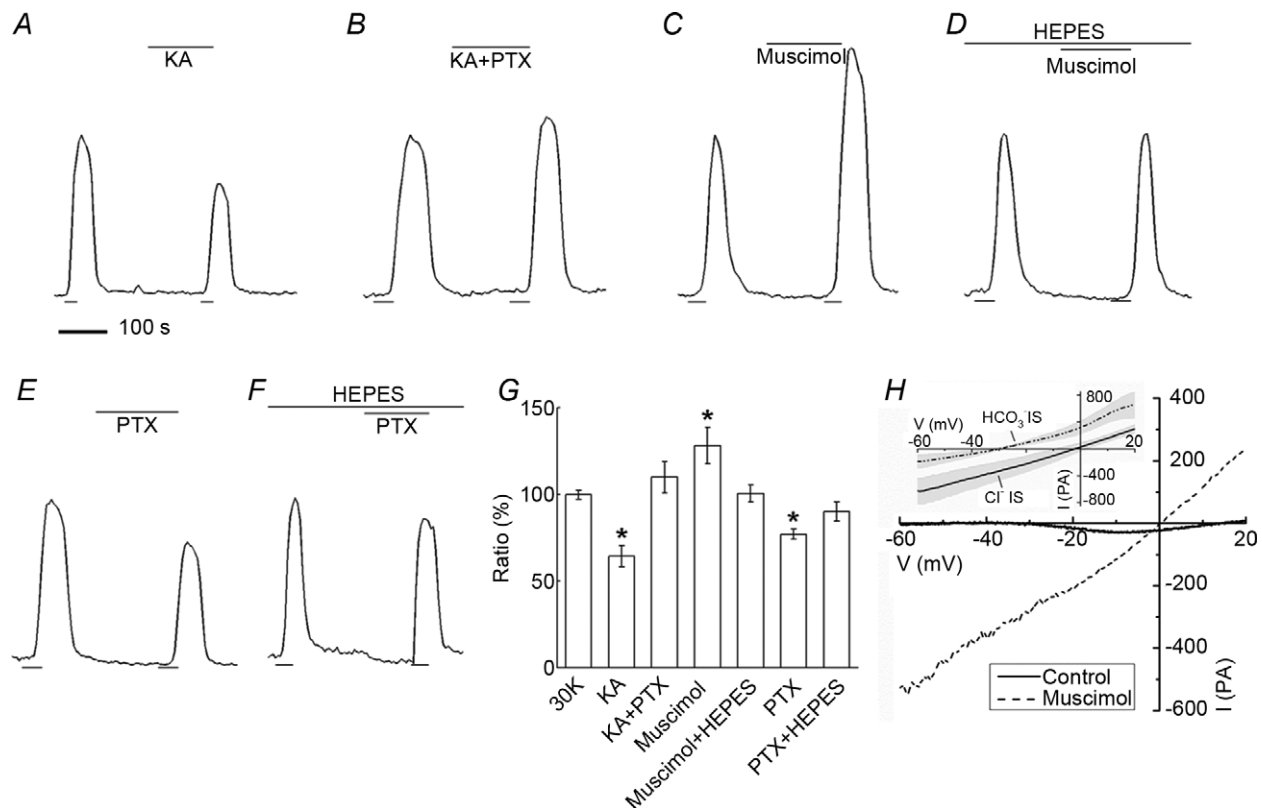 A
KA
B
KA+PTX
C
Muscimol
D
HEPES
Muscimol
100 s
E
PTX
F
HEPES
PTX
G
Ratio (%)
150
100
50
0
30K
KA
KA+PTX
Muscimol
Muscimol+HEPES
PTX
PTX+HEPES
H
V (mV)
HCO₃⁻IS
Cl⁻ IS
-60
-40
20
800
-400
-800
I (PA)
400
200
-200
-400
-600
-60
-40
-20
20
V (mV)
I (PA)
Control
Muscimol